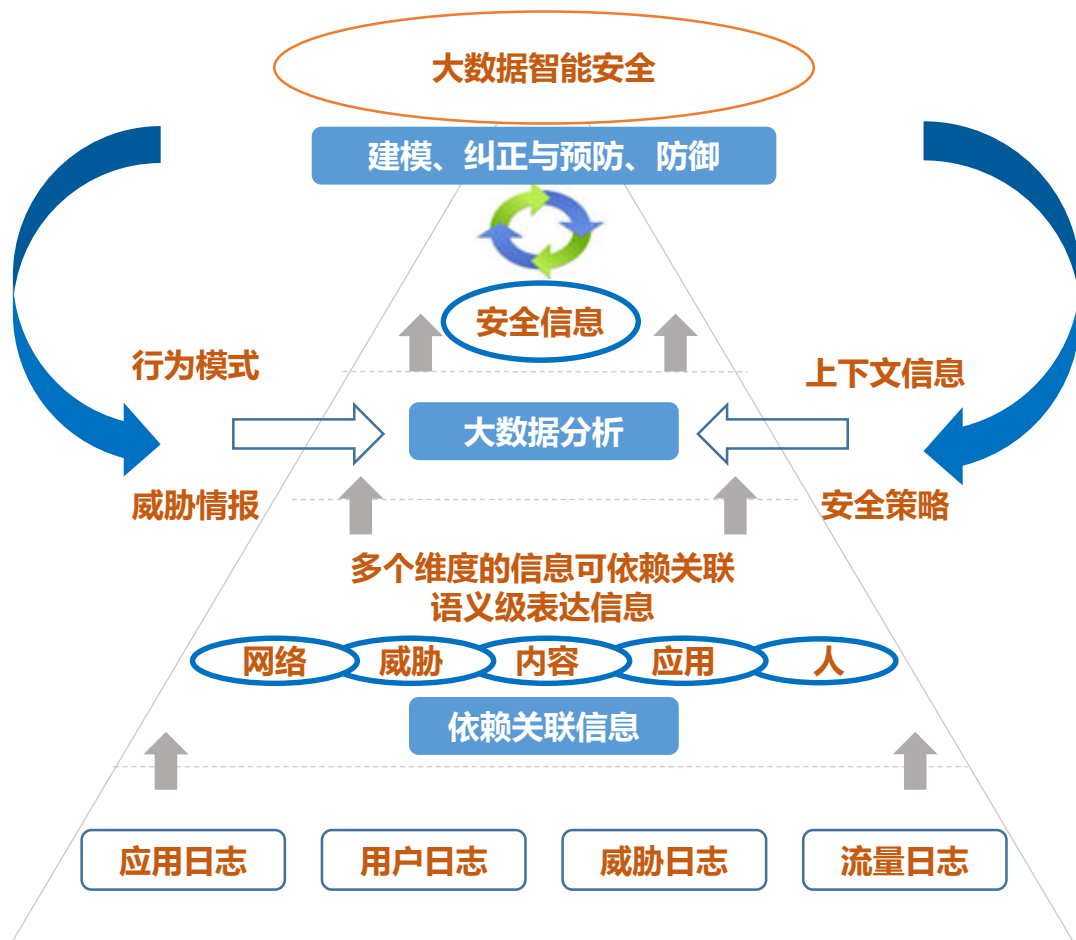 大数据智能安全
建模、纠正与预防、防御
安全信息
行为模式
上下文信息
大数据分析
威胁情报
安全策略
多个维度的信息可依赖关联
语义级表达信息
网络
威胁
内容
应用
人
依赖关联信息
应用日志
用户日志
威胁日志
流量日志